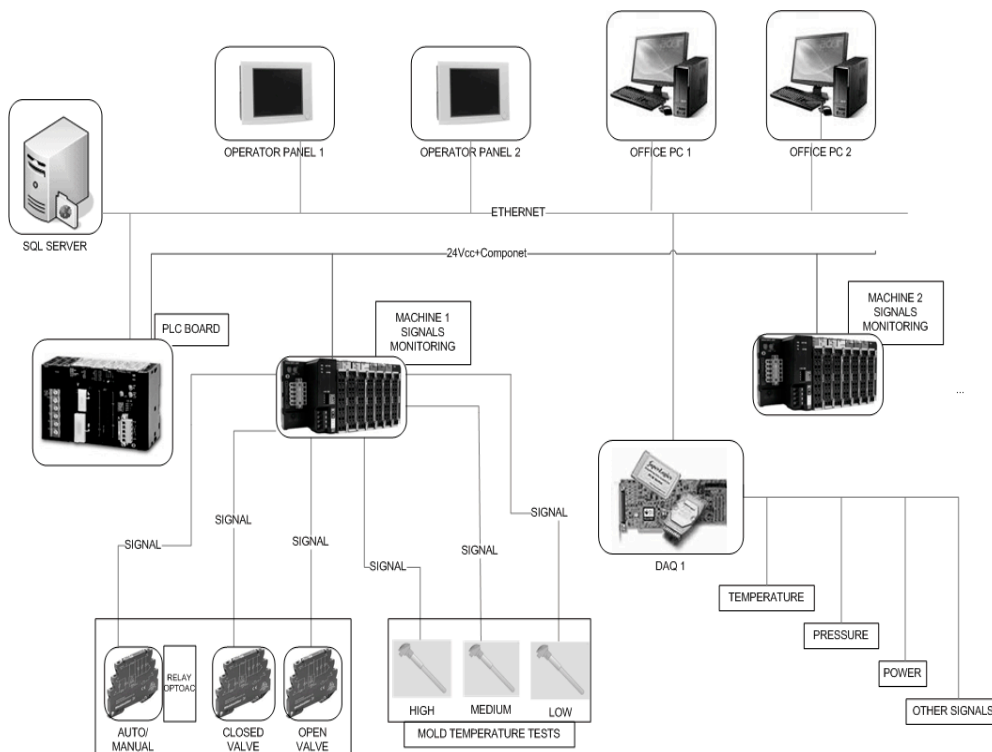 OPERATOR PANEL 1
OPERATOR PANEL 2
OFFICE PC 1
OFFICE PC 2
ETHERNET
SQL SERVER
24Vcc+Componet
PLC BOARD
MACHINE 1
SIGNALS
MONITORING
MACHINE 2
SIGNALS
MONITORING
...
SIGNAL
SIGNAL
SIGNAL
SIGNAL
SIGNAL
SIGNAL
DAQ 1
TEMPERATURE
PRESSURE
POWER
OTHER SIGNALS
RELAY
OPTOAC
AUTO/
MANUAL
CLOSED
VALVE
OPEN
VALVE
HIGH
MEDIUM
LOW
MOLD TEMPERATURE TESTS